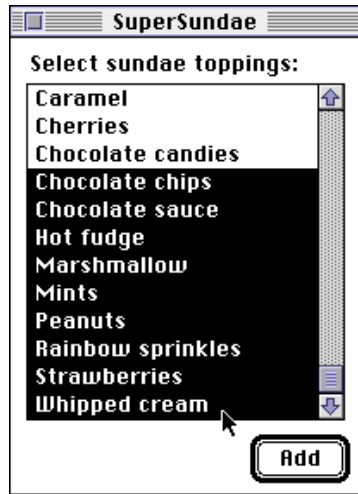 SuperSundae
Select sundae toppings:
Caramel
Cherries
Chocolate candies
Chocolate chips
Chocolate sauce
Hot fudge
Marshmallow
Mints
Peanuts
Rainbow sprinkles
Strawberries
Whipped cream
Add